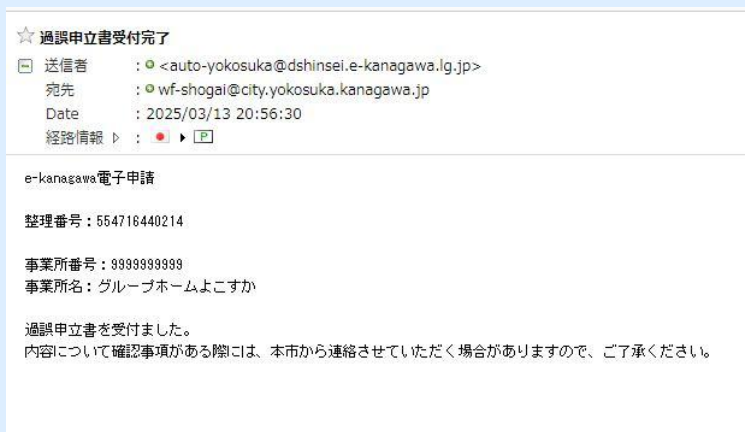 過誤申立書受付完了
送信者 : <auto-yokosuka@dshinsei.e-kanagawa.lg.jp>
宛先 : wf-shogai@city.yokosuka.kanagawa.jp
Date : 2025/03/13 20:56:30
経路情報 ▷ : ▶ P
e-kanagawa電子申請
整理番号：554716440214
事業所番号：9999999999
事業所名：グループホームよこすか
過誤申立書を受付ました。
内容について確認事項がある際には、本市から連絡させていただく場合がありますので、ご了承ください。